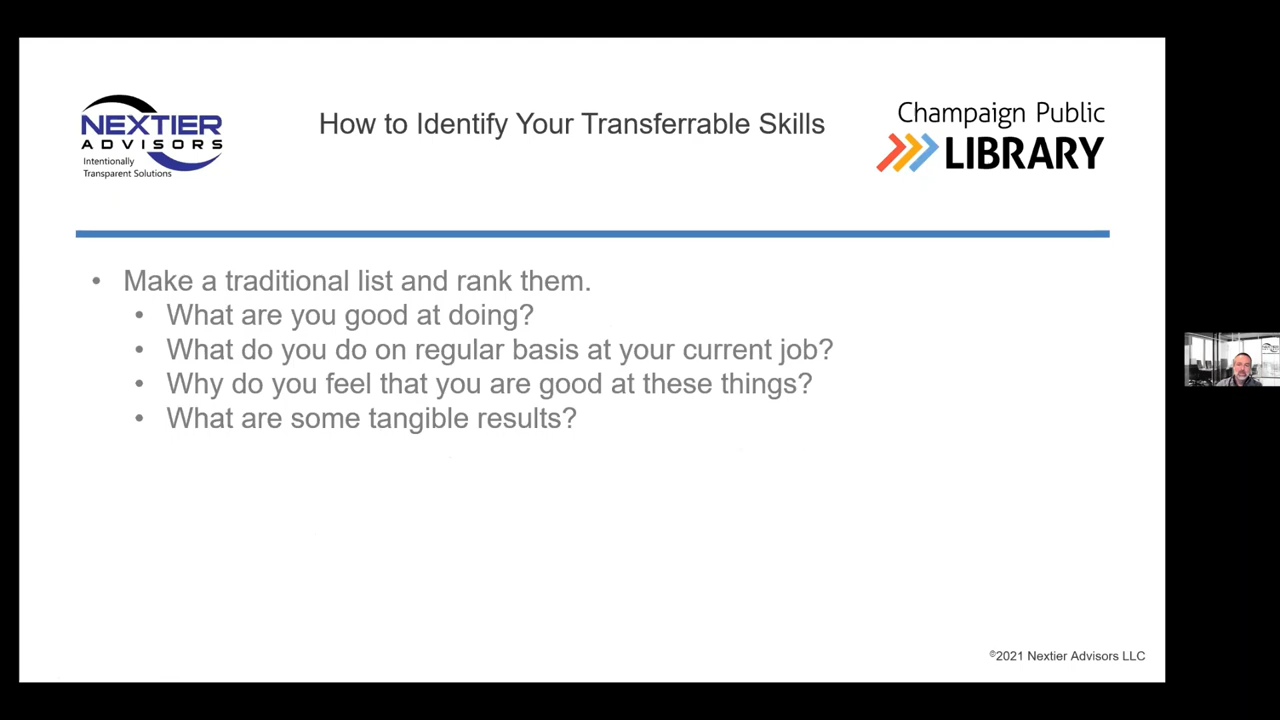 NEXTIER
ADVISORS
Intentionally
Transparent Solutions
How to Identify Your Transferrable Skills
Champaign Public
LIBRARY
• Make a traditional list and rank them.
• What are you good at doing?
• What do you do on regular basis at your current job?
• Why do you feel that you are good at these things?
• What are some tangible results?
©2021 Nextier Advisors LLC